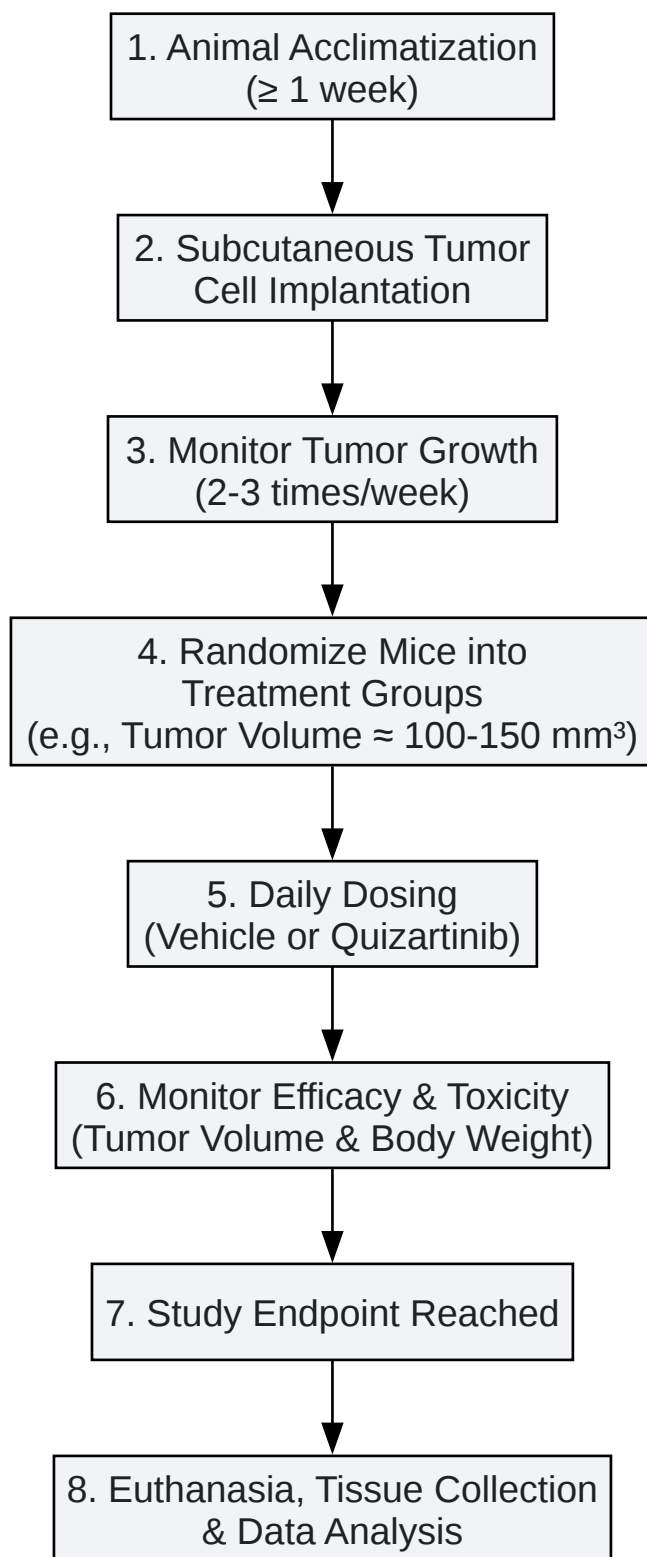 1. Animal Acclimatization
(≥ 1 week)
2. Subcutaneous Tumor
Cell Implantation
3. Monitor Tumor Growth
(2-3 times/week)
4. Randomize Mice into
Treatment Groups
(e.g., Tumor Volume ≈ 100-150 mm³)
5. Daily Dosing
(Vehicle or Quizartinib)
6. Monitor Efficacy & Toxicity
(Tumor Volume & Body Weight)
7. Study Endpoint Reached
8. Euthanasia, Tissue Collection
& Data Analysis